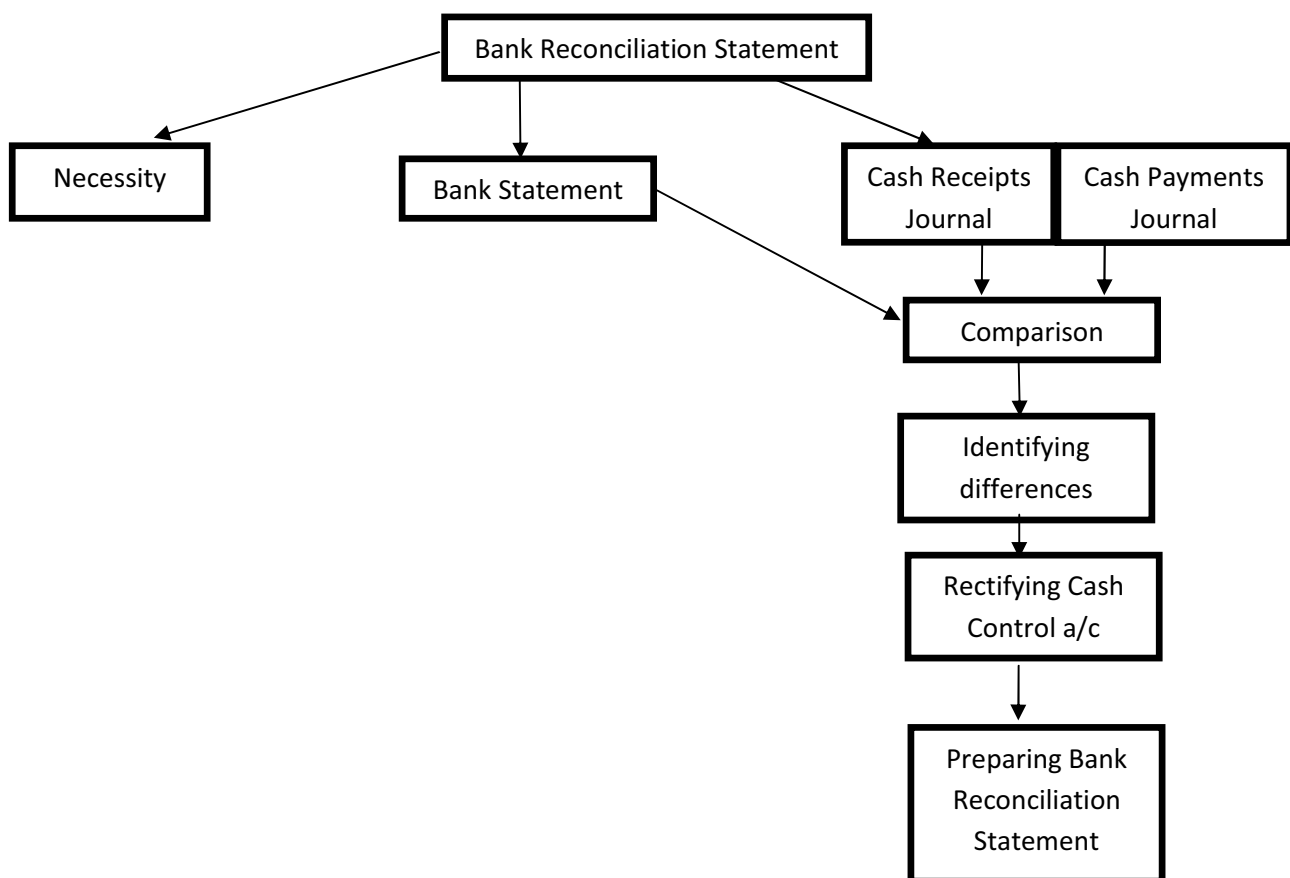 Bank Reconciliation Statement
Necessity
Bank Statement
Cash Receipts
Journal
Cash Payments
Journal
Comparison
Identifying
differences
Rectifying Cash
Control a/c
Preparing Bank
Reconciliation
Statement